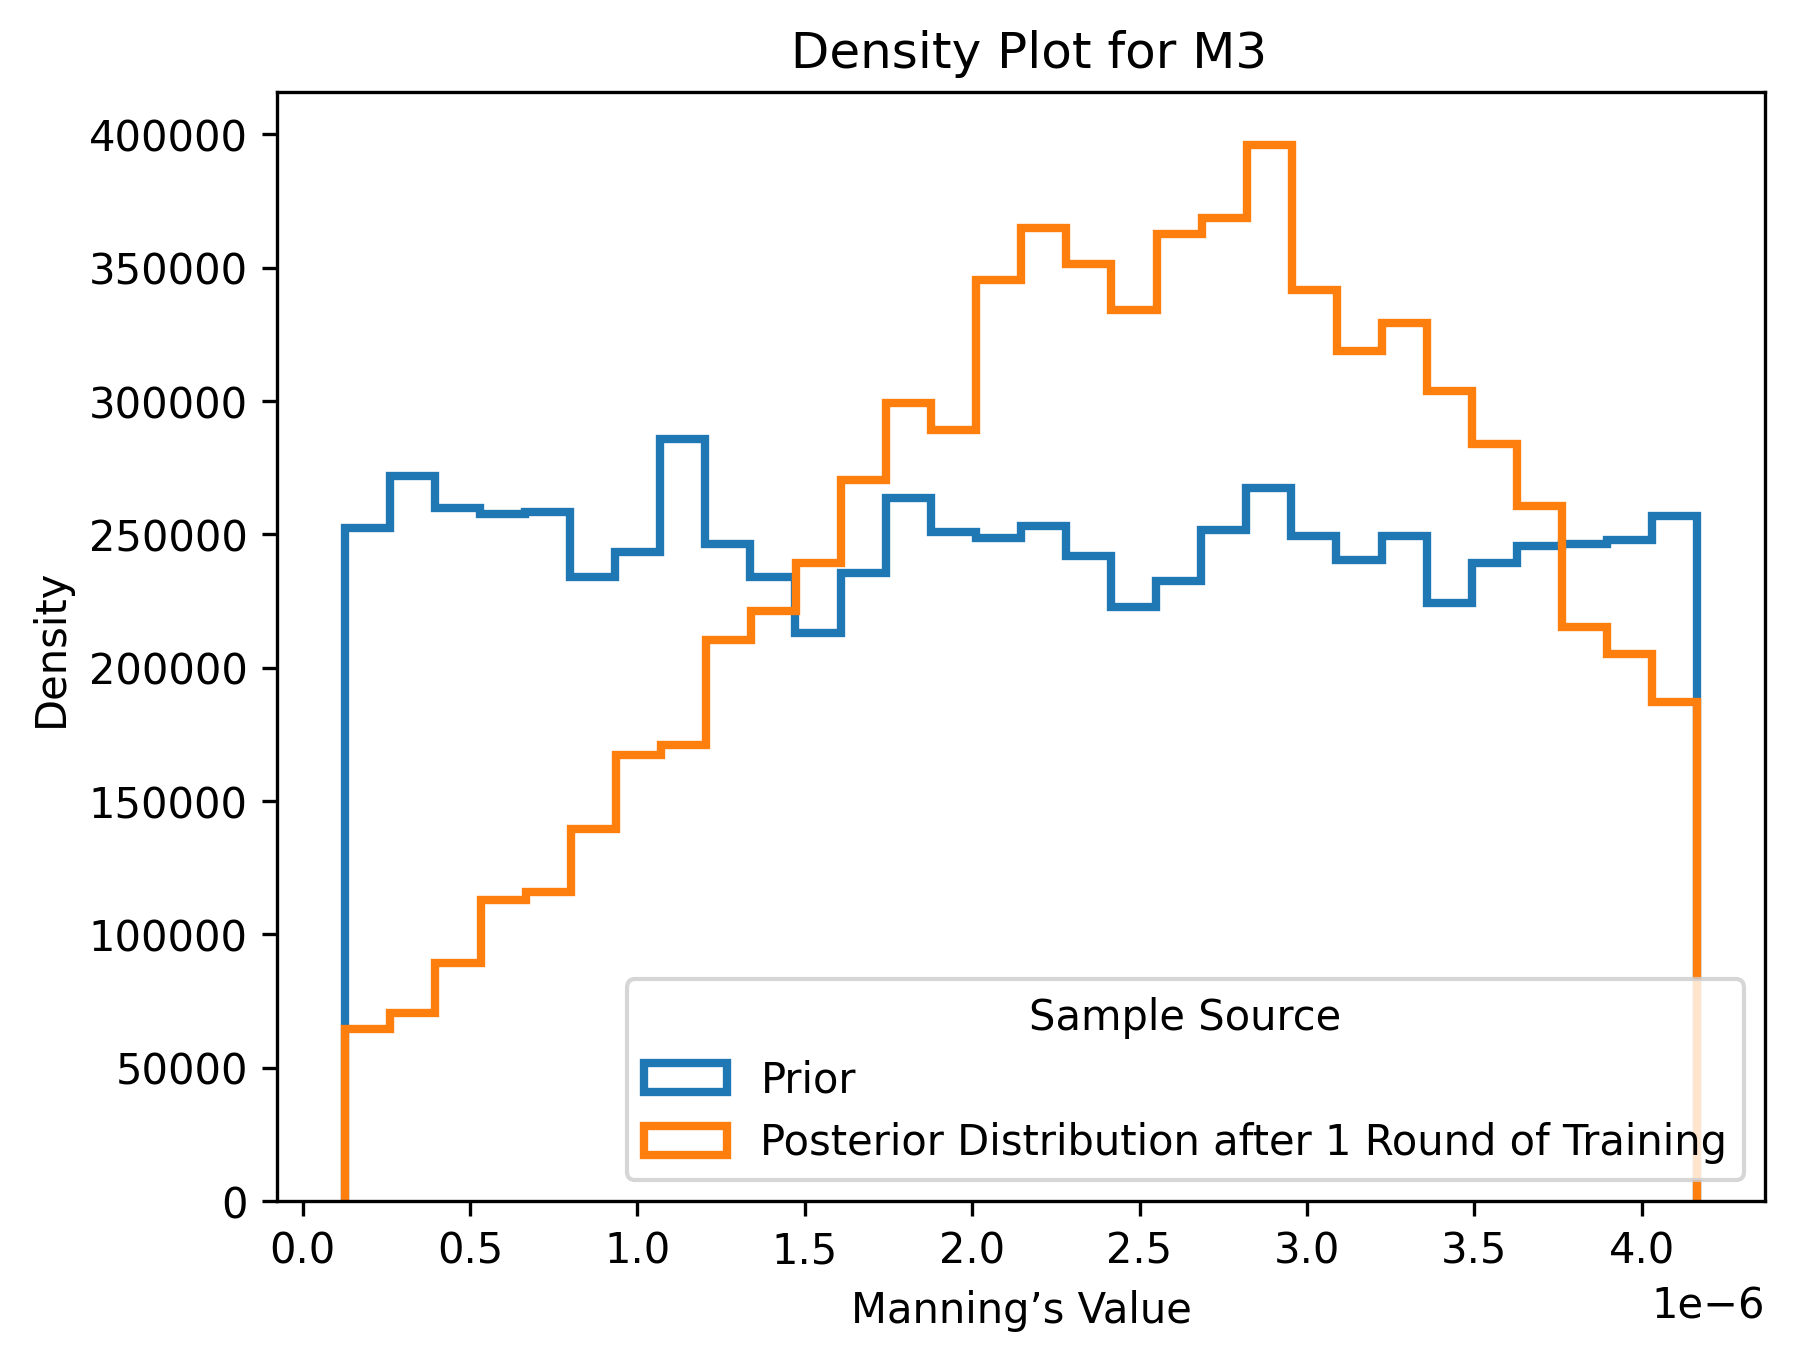 Density Plot for M3
400000
350000
300000
250000
200000
150000
100000
50000
0
Density
Sample Source
Prior
Posterior Distribution after 1 Round of Training
0.0 0.5 1.0 1.5 2.0 2.5 3.0 3.5 4.0
1e−6
Manning’s Value